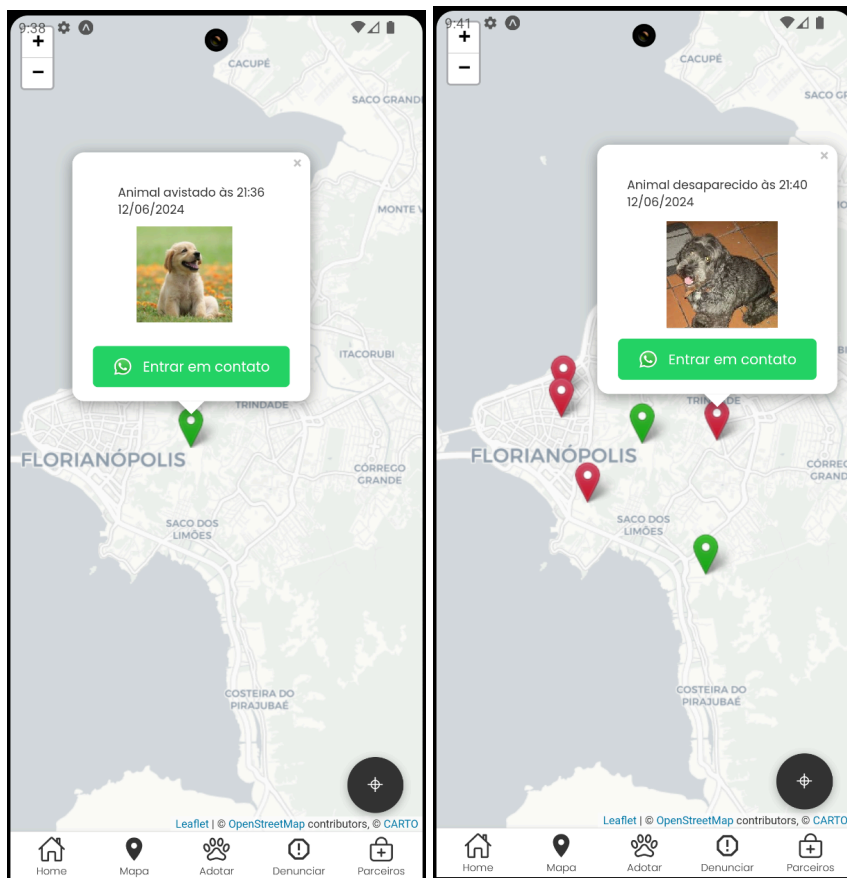 9:38
+
−
CACUPÉ
SACO GRAND
×
Animal avistado às 21:36
12/06/2024
MONTE V
Entrar em contato
ITACORUBI
TRINDADE
FLORIANÓPOLIS
CÓRREGO
GRANDE
SACO DOS
LIMÕES
COSTEIRA DO
PIRAJUBAÉ
Leaflet | © OpenStreetMap contributors, © CARTO
Home Mapa Adotar Denunciar Parceiros
9:41
+
−
CACUPÉ
SACO GR
×
Animal desaparecido às 21:40
12/06/2024
Entrar em contato
FLORIANÓPOLIS
CÓRREG
GRAND
SACO DOS
LIMÕES
COSTEIRA DO
PIRAJUBAÉ
Leaflet | © OpenStreetMap contributors, © CARTO
Home Mapa Adotar Denunciar Parceiros